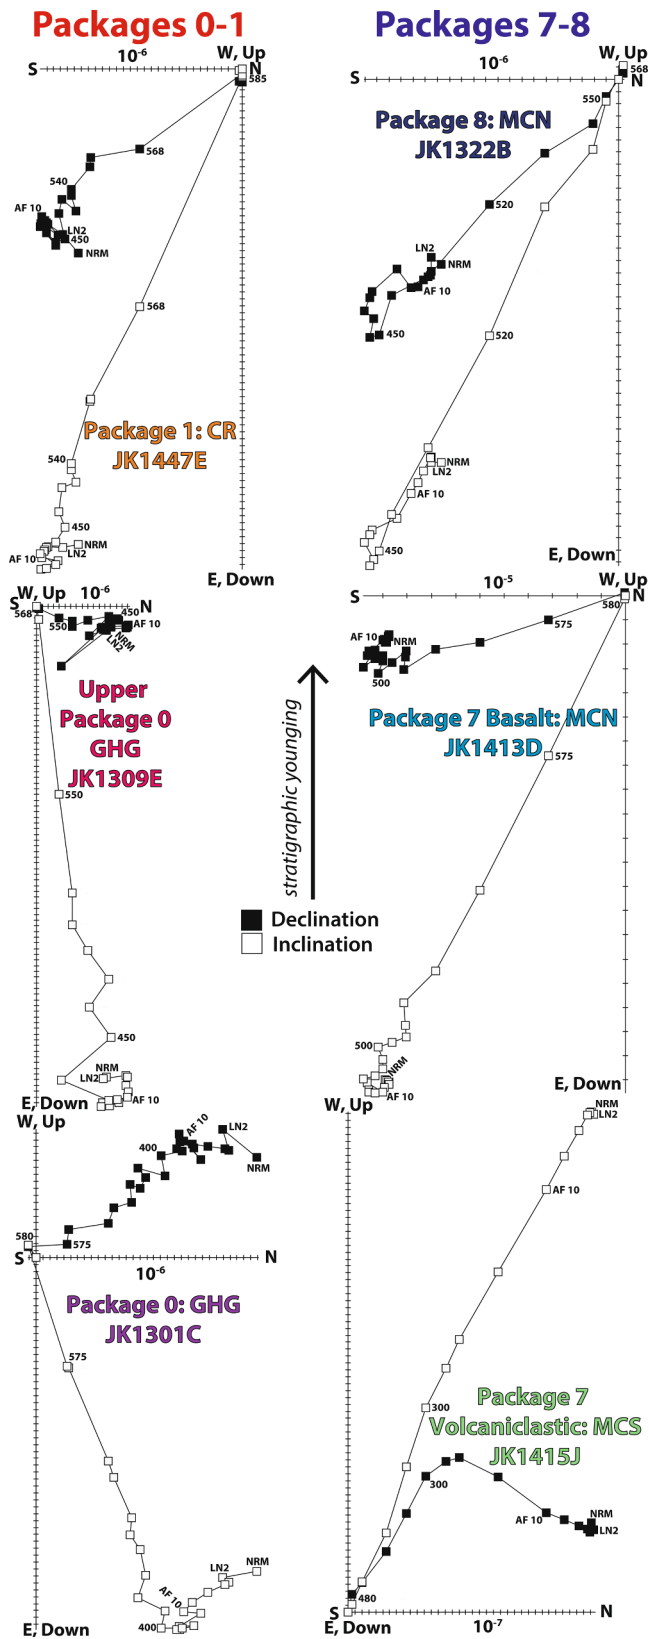 Packages 0-1
Packages 7-8
10-6
W, Up
S
N
585
568
540
AF 10
LN2
450
NRM
568
Package 1: CR
JK1447E
540
450
NRM
AF 10
LN2
E, Down
10-6
W, Up
568
S
N
550
Package 8: MCN
JK1322B
520
LN2
NRM
AF 10
450
520
NRM
LN2
AF 10
450
E, Down
W, Up
10-6
S
N
568
550
450
AF 10
NRM
LN2
Upper
Package 0
GHG
JK1309E
550
450
NRM
LN2
AF 10
E, Down
stratigraphic younging
Declination
Inclination
10-5
W, Up
S
N
580
575
AF 10
NRM
500
Package 7 Basalt: MCN
JK1413D
575
500
NRM
AF 10
E, Down
W, Up
AF 10
LN2
400
NRM
580
575
S
N
10-6
Package 0: GHG
JK1301C
575
NRM
LN2
AF 10
400
E, Down
W, Up
NRM
LN2
AF 10
300
Package 7
Volcaniclastic: MCS
JK1415J
300
AF 10
NRM
LN2
480
S
N
E, Down
10-7